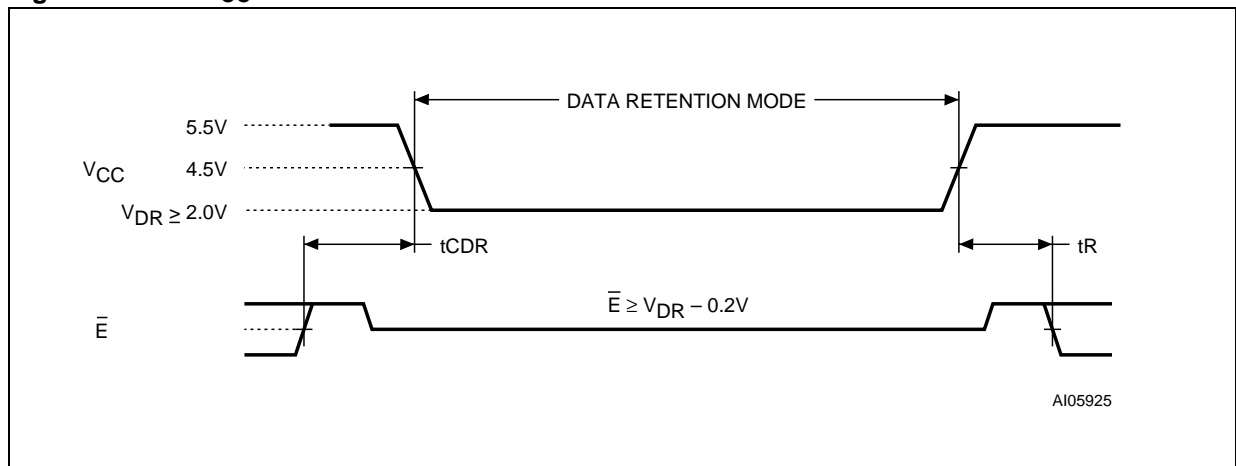 DATA RETENTION MODE
5.5V
VCC 4.5V
VDR ≥ 2.0V
tCDR
tR
E̅ ≥ VDR – 0.2V
E̅
AI05925